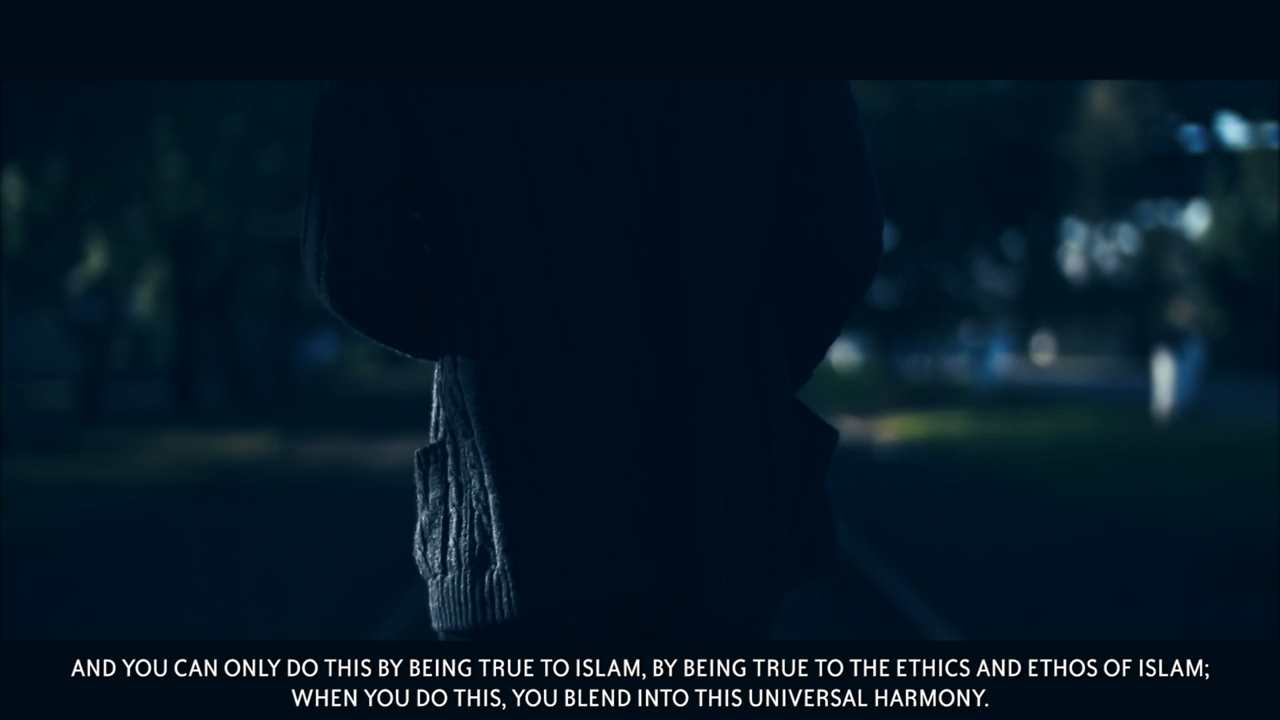 AND YOU CAN ONLY DO THIS BY BEING TRUE TO ISLAM, BY BEING TRUE TO THE ETHICS AND ETHOS OF ISLAM;
WHEN YOU DO THIS, YOU BLEND INTO THIS UNIVERSAL HARMONY.